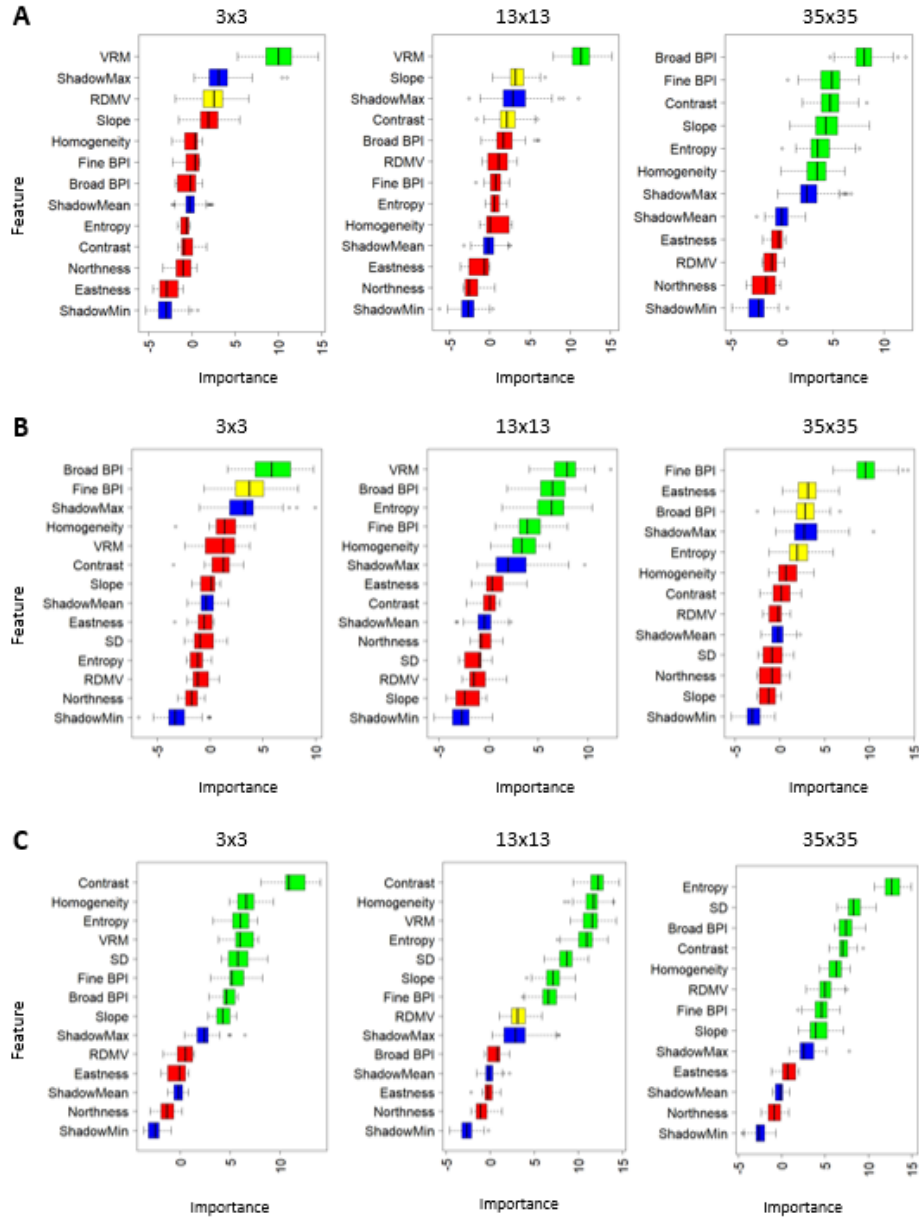 A
3x3
13x13
35x35
Feature
VRM
ShadowMax
RDMV
Slope
Homogeneity
Fine BPI
Broad BPI
ShadowMean
Entropy
Contrast
Northness
Eastness
ShadowMin
-5 0 5 10 15
Importance
VRM
Slope
ShadowMax
Contrast
Broad BPI
RDMV
Fine BPI
Entropy
Homogeneity
ShadowMean
Eastness
Northness
ShadowMin
-5 0 5 10 15
Importance
Broad BPI
Fine BPI
Contrast
Slope
Entropy
Homogeneity
ShadowMax
ShadowMean
Eastness
RDMV
Northness
ShadowMin
-5 0 5 10
Importance
B
3x3
13x13
35x35
Feature
Broad BPI
Fine BPI
ShadowMax
Homogeneity
VRM
Contrast
Slope
ShadowMean
Eastness
SD
Entropy
RDMV
Northness
ShadowMin
-5 0 5 10
Importance
VRM
Broad BPI
Entropy
Fine BPI
Homogeneity
ShadowMax
Eastness
Contrast
ShadowMean
Northness
SD
RDMV
Slope
ShadowMin
-5 0 5 10
Importance
Fine BPI
Eastness
Broad BPI
ShadowMax
Entropy
Homogeneity
Contrast
RDMV
ShadowMean
SD
Northness
Slope
ShadowMin
-5 0 5 10 15
Importance
C
3x3
13x13
35x35
Feature
Contrast
Homogeneity
Entropy
VRM
SD
Fine BPI
Broad BPI
Slope
ShadowMax
RDMV
Eastness
ShadowMean
Northness
ShadowMin
0 5 10
Importance
Contrast
Homogeneity
VRM
Entropy
SD
Slope
Fine BPI
RDMV
ShadowMax
Broad BPI
ShadowMean
Eastness
Northness
ShadowMin
-5 0 5 10 15
Importance
Entropy
SD
Broad BPI
Contrast
Homogeneity
RDMV
Fine BPI
Slope
ShadowMax
Eastness
ShadowMean
Northness
ShadowMin
-5 0 5 10 15
Importance